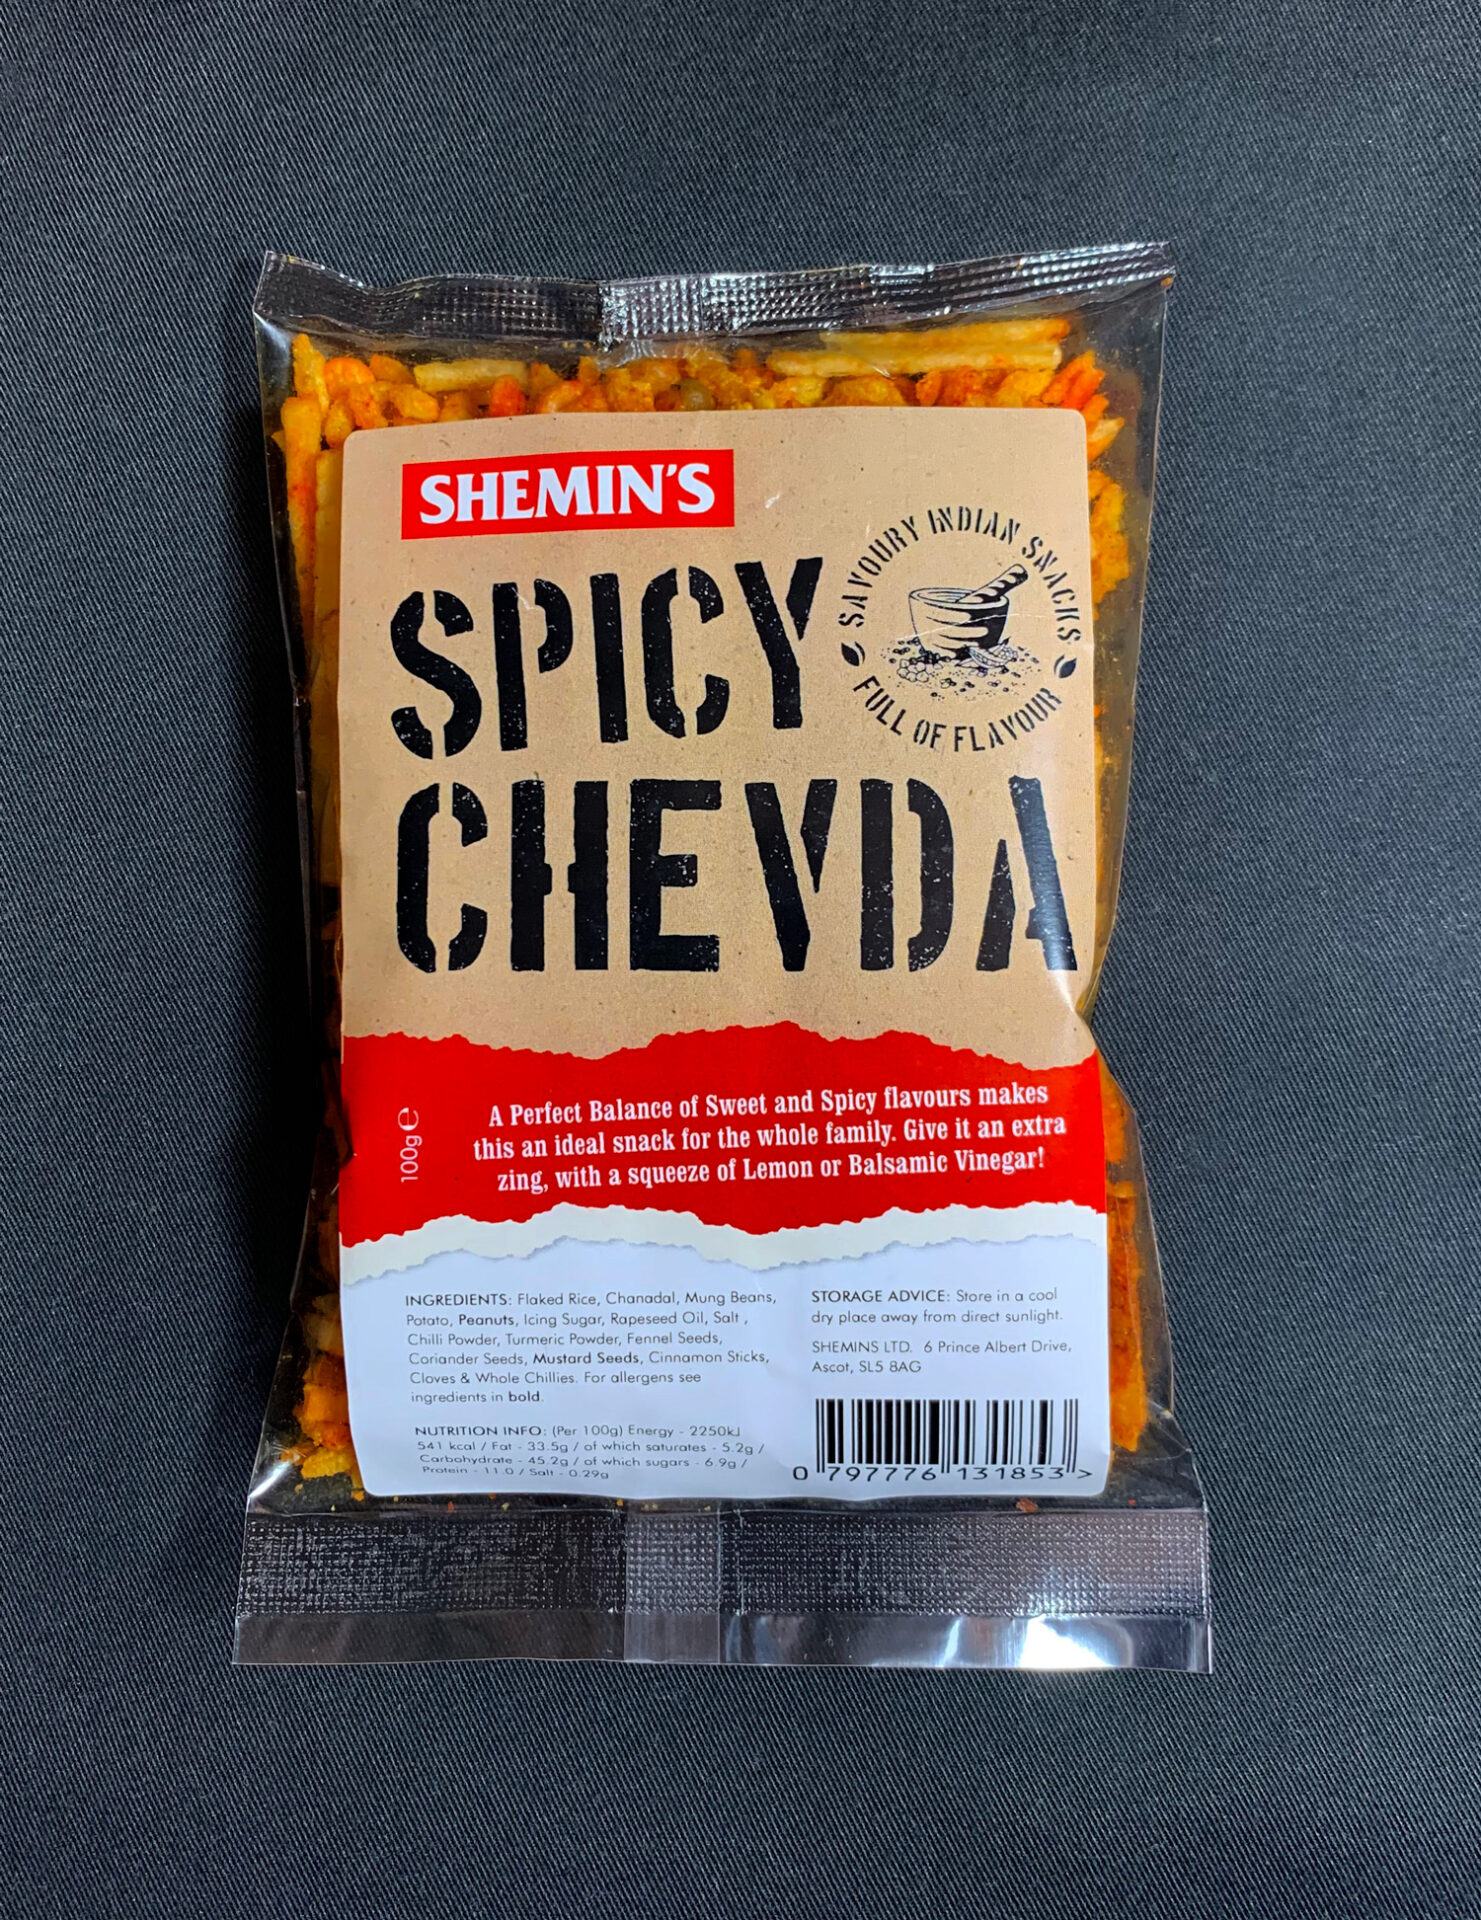 SHEMIN'S
SAVOURY INDIAN SNACKS
FULL OF FLAVOUR
SPICY
CHEVDA
100g e
A Perfect Balance of Sweet and Spicy flavours makes
this an ideal snack for the whole family. Give it an extra
zing, with a squeeze of Lemon or Balsamic Vinegar!
INGREDIENTS: Flaked Rice, Chanadal, Mung Beans,
Potato, Peanuts, Icing Sugar, Rapeseed Oil, Salt ,
Chilli Powder, Turmeric Powder, Fennel Seeds,
Coriander Seeds, Mustard Seeds, Cinnamon Sticks,
Cloves & Whole Chillies. For allergens see
ingredients in bold.
NUTRITION INFO: (Per 100g) Energy - 2250kJ
541 kcal / Fat - 33.5g / of which saturates - 5.2g /
Carbohydrate - 45.2g / of which sugars - 6.9g /
Protein - 11.0 / Salt - 0.29g
STORAGE ADVICE: Store in a cool
dry place away from direct sunlight.
SHEMINS LTD. 6 Prince Albert Drive,
Ascot, SL5 8AG
0 797776 131853 >